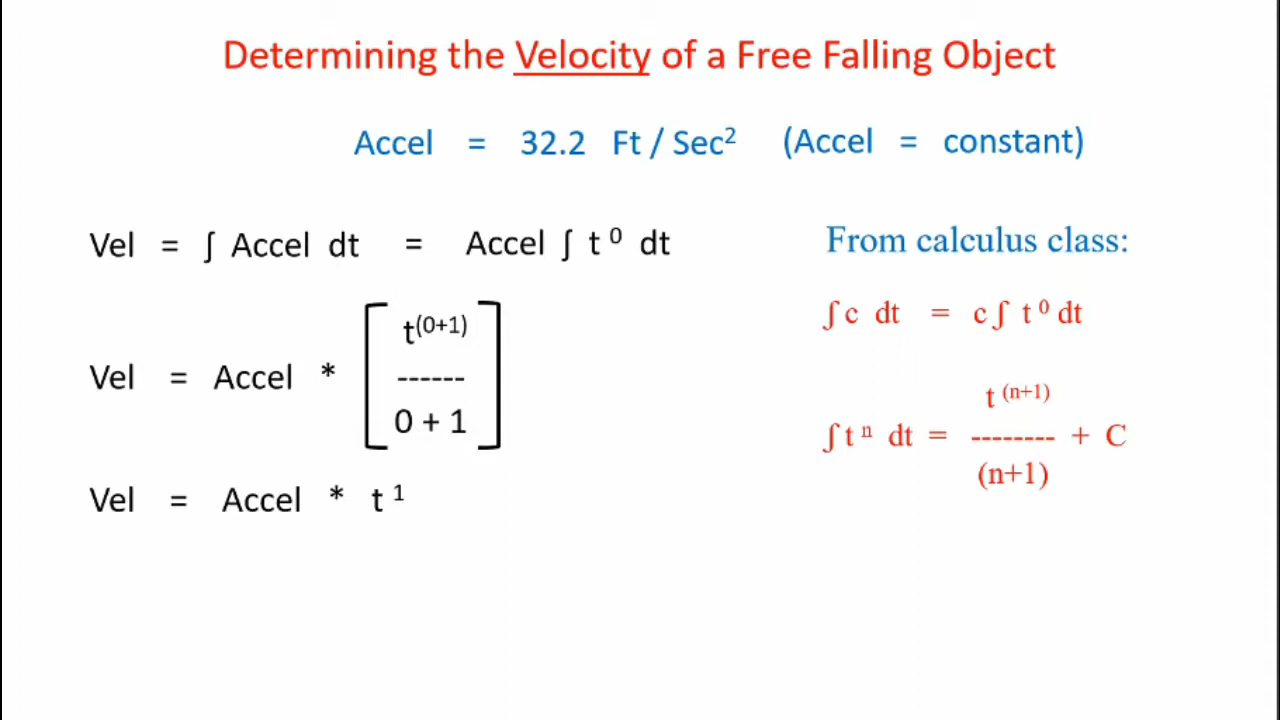 Determining the Velocity of a Free Falling Object
Accel = 32.2 Ft / Sec² (Accel = constant)
Vel = ∫ Accel dt = Accel ∫ t⁰ dt
t⁽⁰⁺¹⁾
Vel = Accel * ------
0 + 1
Vel = Accel * t¹
From calculus class:
∫ c dt = c ∫ t⁰ dt
t⁽ⁿ⁺¹⁾
∫ tⁿ dt = -------- + C
(n+1)